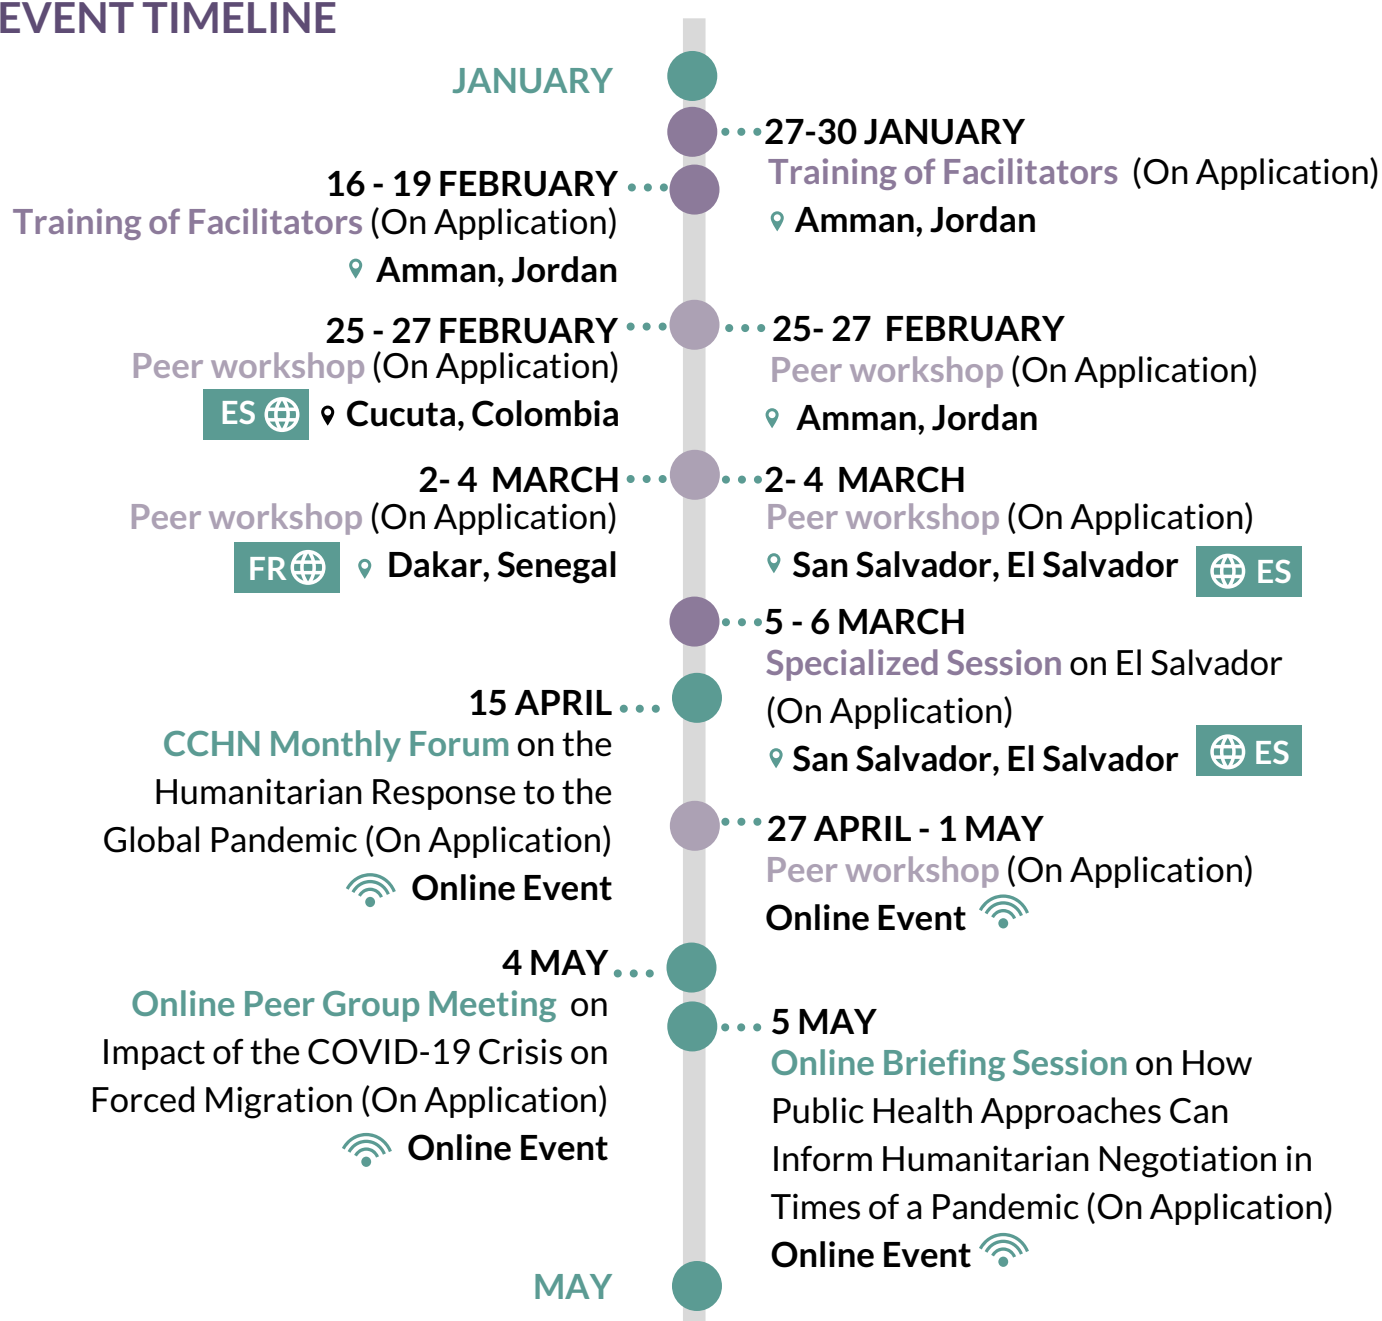 EVENT TIMELINE
JANUARY
27-30 JANUARY
Training of Facilitators (On Application)
Amman, Jordan
16 - 19 FEBRUARY
Training of Facilitators (On Application)
Amman, Jordan
25 - 27 FEBRUARY
Peer workshop (On Application)
ES Cucuta, Colombia
25- 27 FEBRUARY
Peer workshop (On Application)
Amman, Jordan
2- 4 MARCH
Peer workshop (On Application)
FR Dakar, Senegal
2- 4 MARCH
Peer workshop (On Application)
San Salvador, El Salvador ES
5 - 6 MARCH
Specialized Session on El Salvador
(On Application)
San Salvador, El Salvador ES
15 APRIL
CCHN Monthly Forum on the
Humanitarian Response to the
Global Pandemic (On Application)
Online Event
27 APRIL - 1 MAY
Peer workshop (On Application)
Online Event
4 MAY
Online Peer Group Meeting on
Impact of the COVID-19 Crisis on
Forced Migration (On Application)
Online Event
5 MAY
Online Briefing Session on How
Public Health Approaches Can
Inform Humanitarian Negotiation in
Times of a Pandemic (On Application)
Online Event
MAY